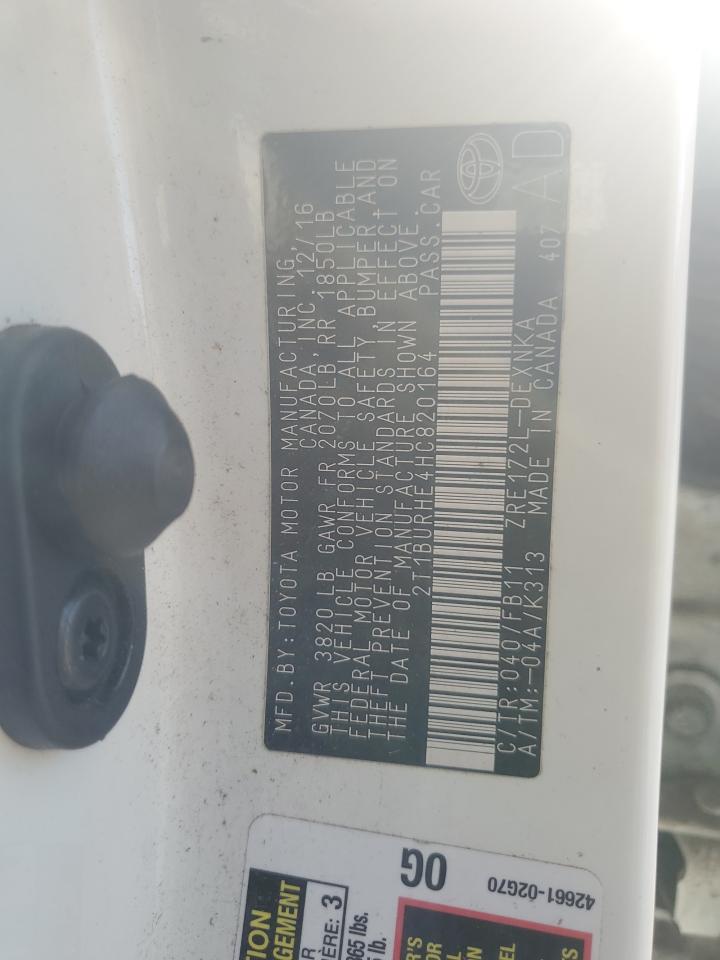 MFD.BY:TOYOTA MOTOR MANUFACTURING,
CANADA, INC. 12/16
GVWR 3820LB GAWR FR 2070LB, RR 1850LB
THIS VEHICLE CONFORMS TO ALL APPLICABLE
FEDERAL MOTOR VEHICLE SAFETY, BUMPER, AND
THEFT PREVENTION STANDARDS IN EFFECT ON
THE DATE OF MANUFACTURE SHOWN ABOVE.
2T1BURHE4HC820164 PASS.CAR
C/TR:040/FB11 ZRE172L-DEXNKA
A/TM:-04A/K313 MADE IN CANADA 407 AD
OG
42661-02G70
3